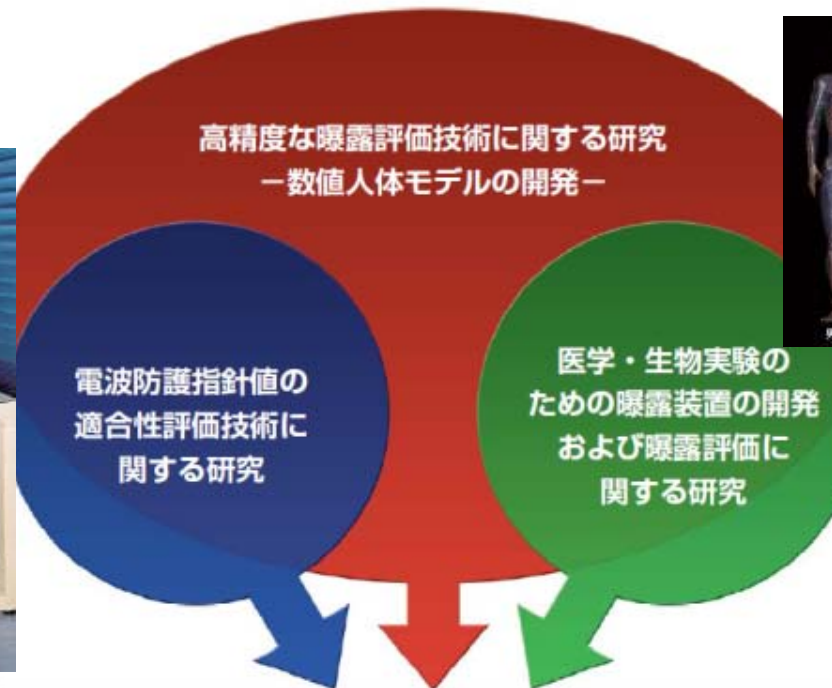 高精度な曝露評価技術に関する研究
－数値人体モデルの開発－
電波防護指針値の
適合性評価技術に
関する研究
医学・生物実験の
ための曝露装置の開発
および曝露評価に
関する研究